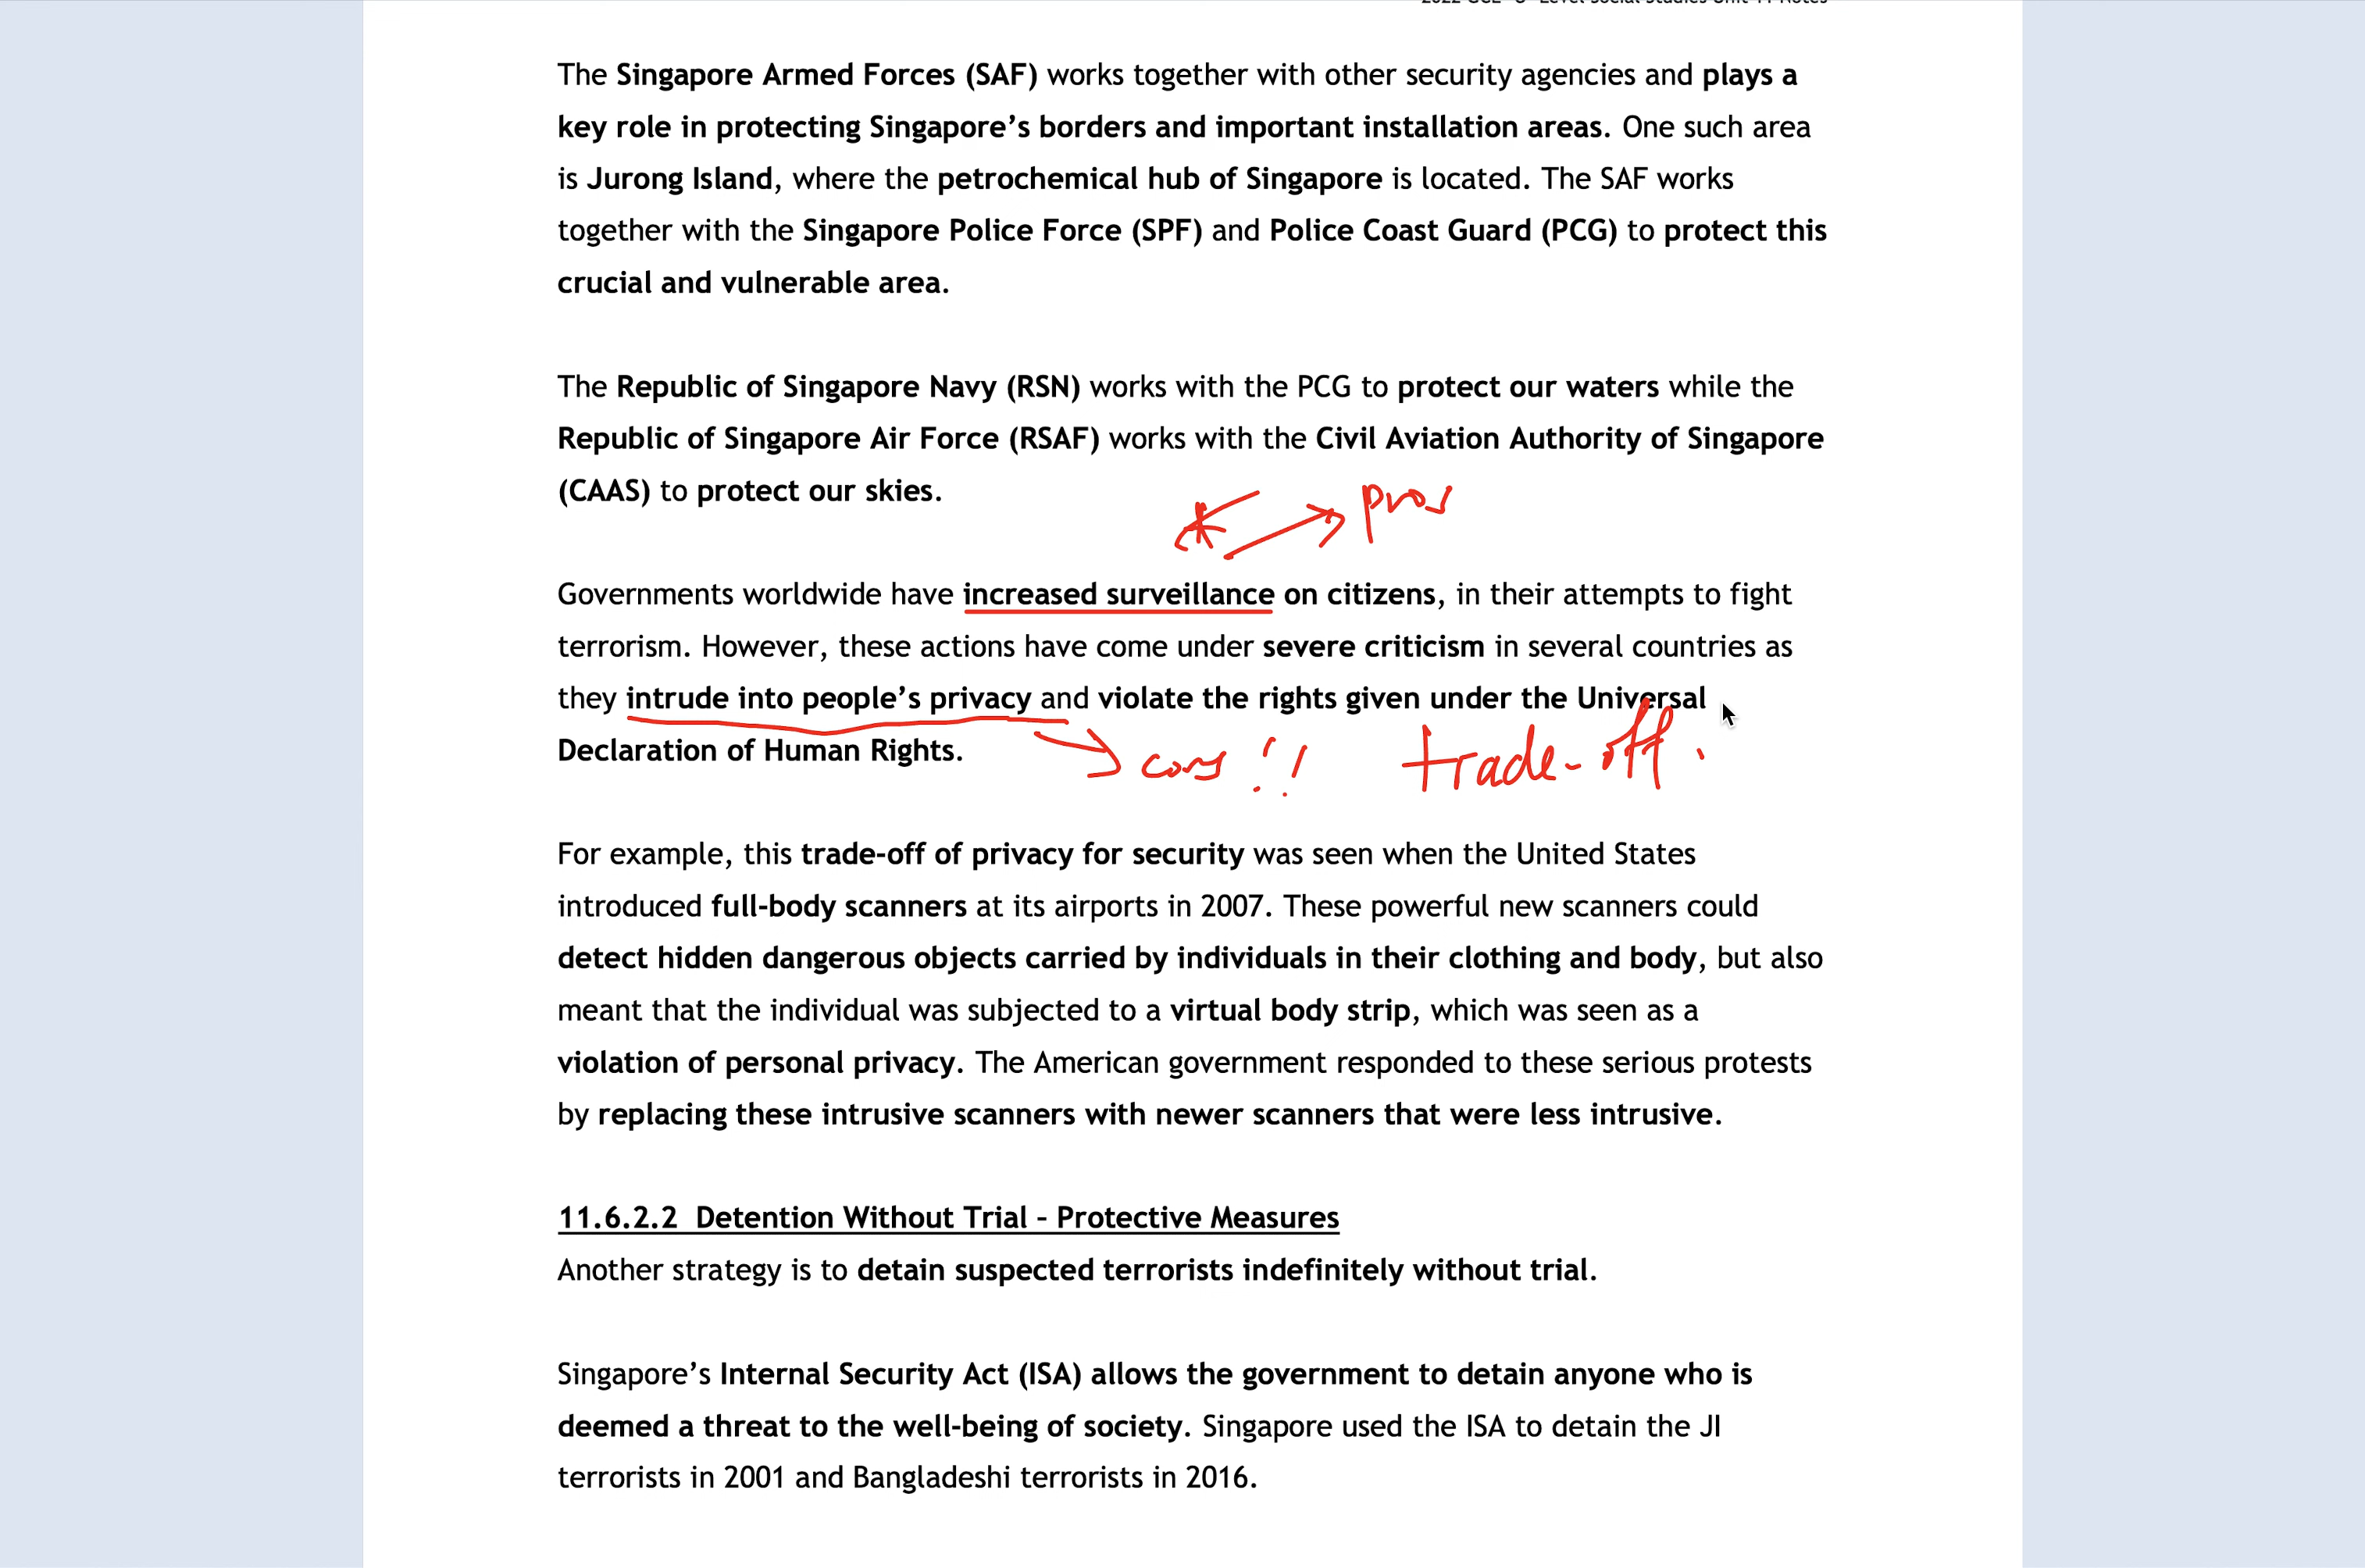 The Singapore Armed Forces (SAF) works together with other security agencies and plays a
key role in protecting Singapore’s borders and important installation areas. One such area
is Jurong Island, where the petrochemical hub of Singapore is located. The SAF works
together with the Singapore Police Force (SPF) and Police Coast Guard (PCG) to protect this
crucial and vulnerable area.
The Republic of Singapore Navy (RSN) works with the PCG to protect our waters while the
Republic of Singapore Air Force (RSAF) works with the Civil Aviation Authority of Singapore
(CAAS) to protect our skies.
pros
Governments worldwide have increased surveillance on citizens, in their attempts to fight
terrorism. However, these actions have come under severe criticism in several countries as
they intrude into people’s privacy and violate the rights given under the Universal
Declaration of Human Rights.
cons !! trade-off.
For example, this trade-off of privacy for security was seen when the United States
introduced full-body scanners at its airports in 2007. These powerful new scanners could
detect hidden dangerous objects carried by individuals in their clothing and body, but also
meant that the individual was subjected to a virtual body strip, which was seen as a
violation of personal privacy. The American government responded to these serious protests
by replacing these intrusive scanners with newer scanners that were less intrusive.
11.6.2.2 Detention Without Trial – Protective Measures
Another strategy is to detain suspected terrorists indefinitely without trial.
Singapore’s Internal Security Act (ISA) allows the government to detain anyone who is
deemed a threat to the well-being of society. Singapore used the ISA to detain the JI
terrorists in 2001 and Bangladeshi terrorists in 2016.